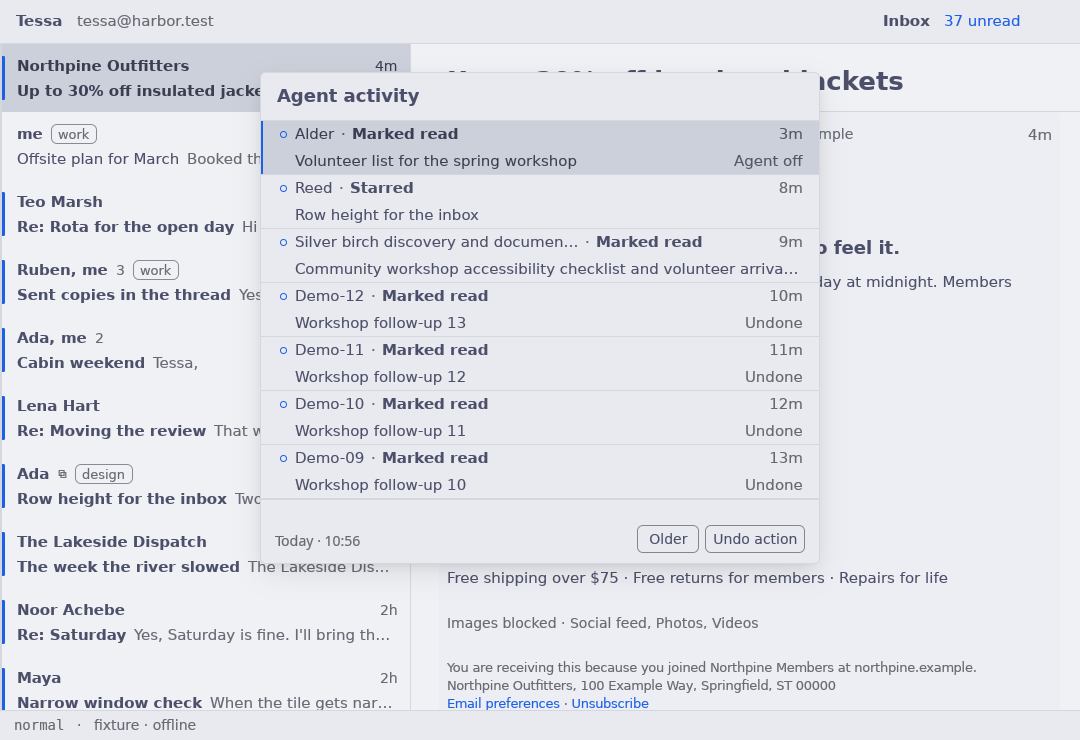 Tessa tessa@harbor.test Inbox 37 unread
Northpine Outfitters 4m
Up to 30% off insulated jacke
ackets
me work
Offsite plan for March Booked th
Teo Marsh
Re: Rota for the open day Hi
Ruben, me 3 work
Sent copies in the thread Yes
Ada, me 2
Cabin weekend Tessa,
Lena Hart
Re: Moving the review That w
Ada design
Row height for the inbox Two
The Lakeside Dispatch
The week the river slowed The Lakeside Dis…
Noor Achebe 2h
Re: Saturday Yes, Saturday is fine. I'll bring th…
Maya 2h
Narrow window check When the tile gets nar…
Agent activity
Alder · Marked read 3m
Volunteer list for the spring workshop Agent off
Reed · Starred 8m
Row height for the inbox
Silver birch discovery and documen… · Marked read 9m
Community workshop accessibility checklist and volunteer arriva…
Demo-12 · Marked read 10m
Workshop follow-up 13 Undone
Demo-11 · Marked read 11m
Workshop follow-up 12 Undone
Demo-10 · Marked read 12m
Workshop follow-up 11 Undone
Demo-09 · Marked read 13m
Workshop follow-up 10 Undone
Today · 10:56 Older Undo action
mple 4m
o feel it.
day at midnight. Members
Free shipping over $75 · Free returns for members · Repairs for life
Images blocked · Social feed, Photos, Videos
You are receiving this because you joined Northpine Members at northpine.example.
Northpine Outfitters, 100 Example Way, Springfield, ST 00000
Email preferences · Unsubscribe
normal · fixture · offline